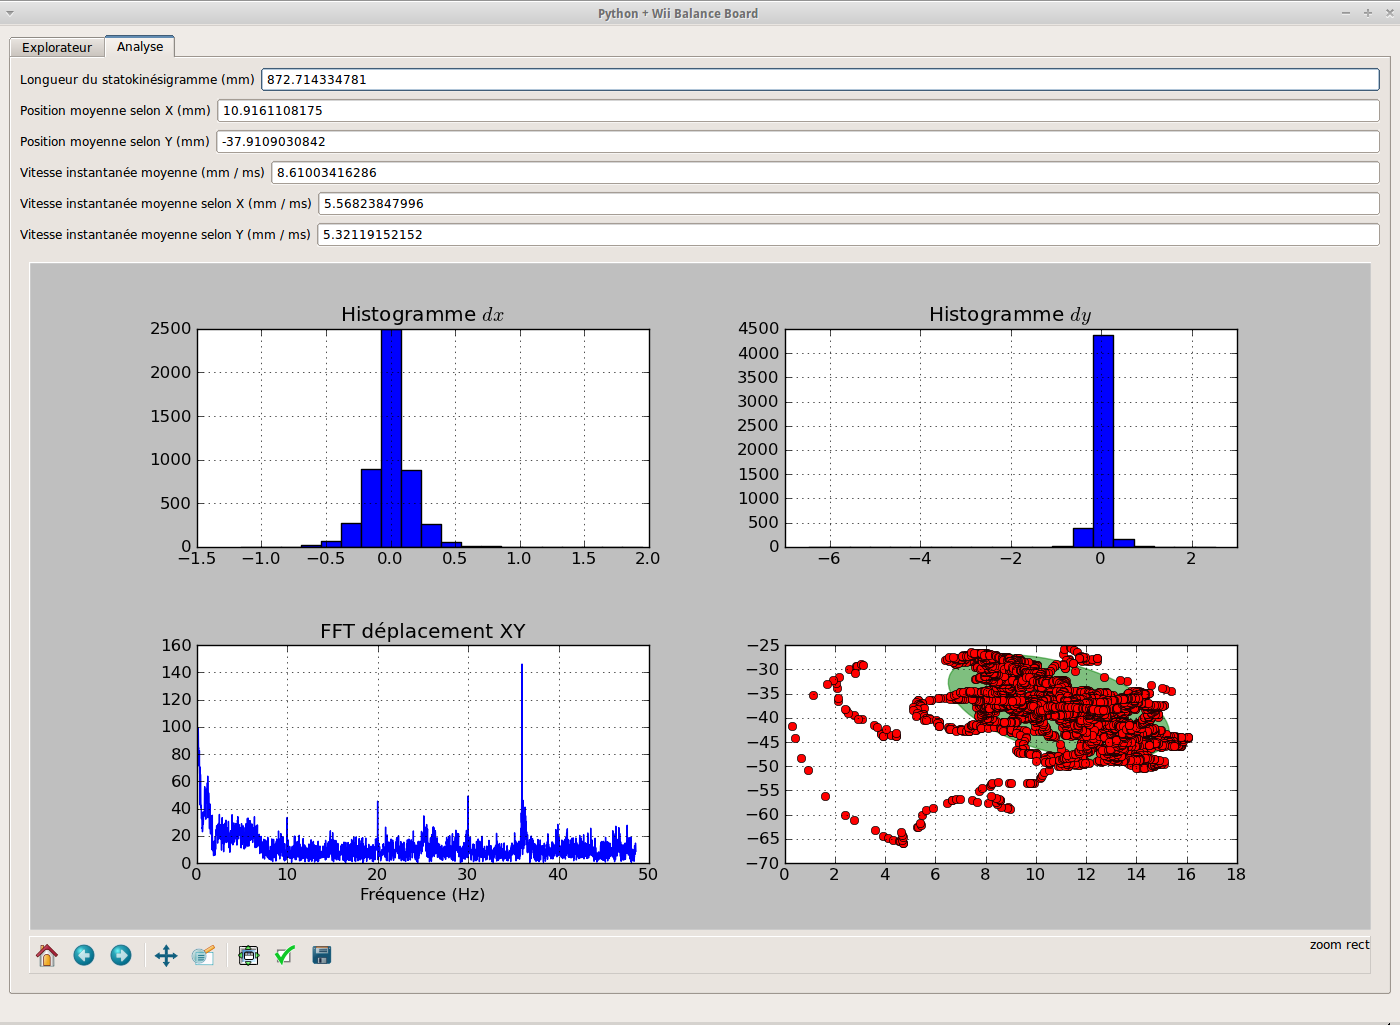 Python + Wii Balance Board
Explorateur Analyse
Longueur du statokinésigramme (mm) 872.714334781
Position moyenne selon X (mm) 10.9161108175
Position moyenne selon Y (mm) -37.9109030842
Vitesse instantanée moyenne (mm / ms) 8.61003416286
Vitesse instantanée moyenne selon X (mm / ms) 5.56823847996
Vitesse instantanée moyenne selon Y (mm / ms) 5.32119152152
Histogramme dx
2500
2000
1500
1000
500
0
−1.5 −1.0 −0.5 0.0 0.5 1.0 1.5 2.0
Histogramme dy
4500
4000
3500
3000
2500
2000
1500
1000
500
0
−6 −4 −2 0 2
FFT déplacement XY
160
140
120
100
80
60
40
20
0
0 10 20 30 40 50
Fréquence (Hz)
−25
−30
−35
−40
−45
−50
−55
−60
−65
−70
0 2 4 6 8 10 12 14 16 18
zoom rect